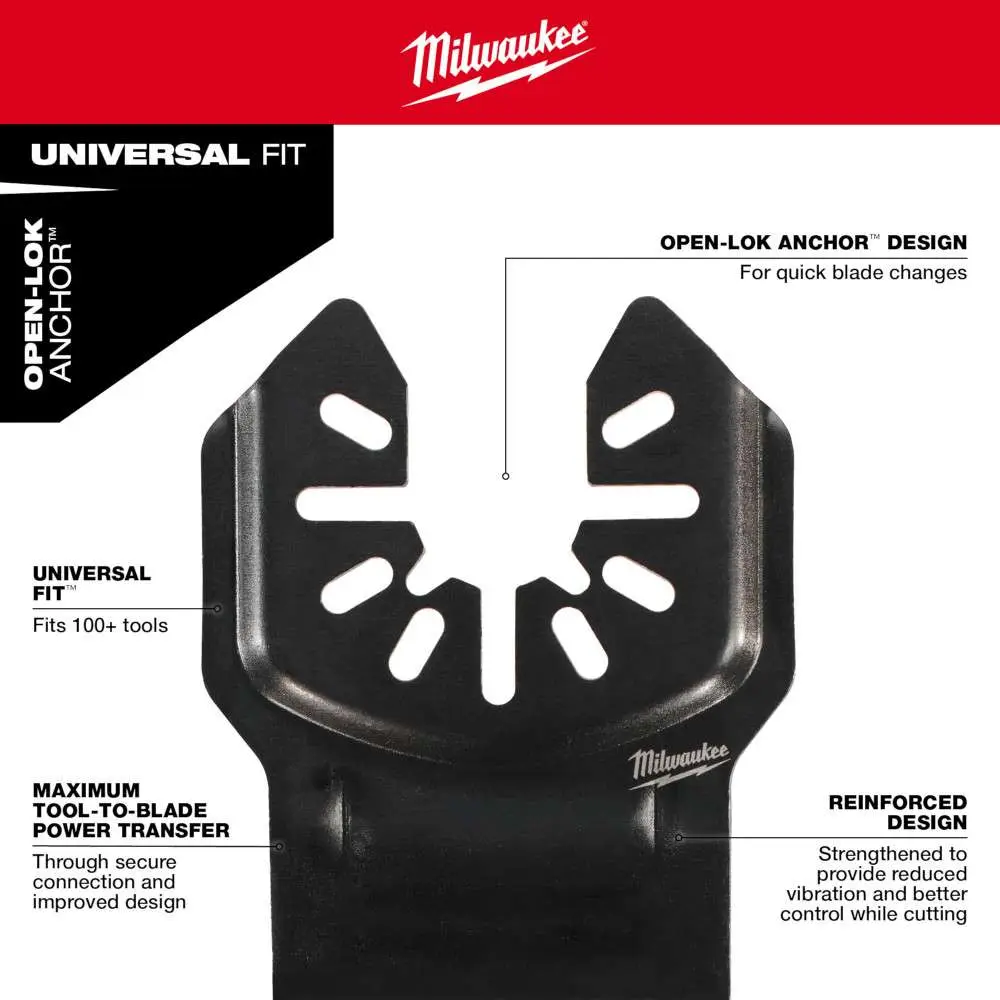 Milwaukee
UNIVERSAL FIT
OPEN-LOK
ANCHOR™
OPEN-LOK ANCHOR™ DESIGN
For quick blade changes
UNIVERSAL
FIT™
Fits 100+ tools
MAXIMUM
TOOL-TO-BLADE
POWER TRANSFER
Through secure
connection and
improved design
Milwaukee
REINFORCED
DESIGN
Strengthened to
provide reduced
vibration and better
control while cutting